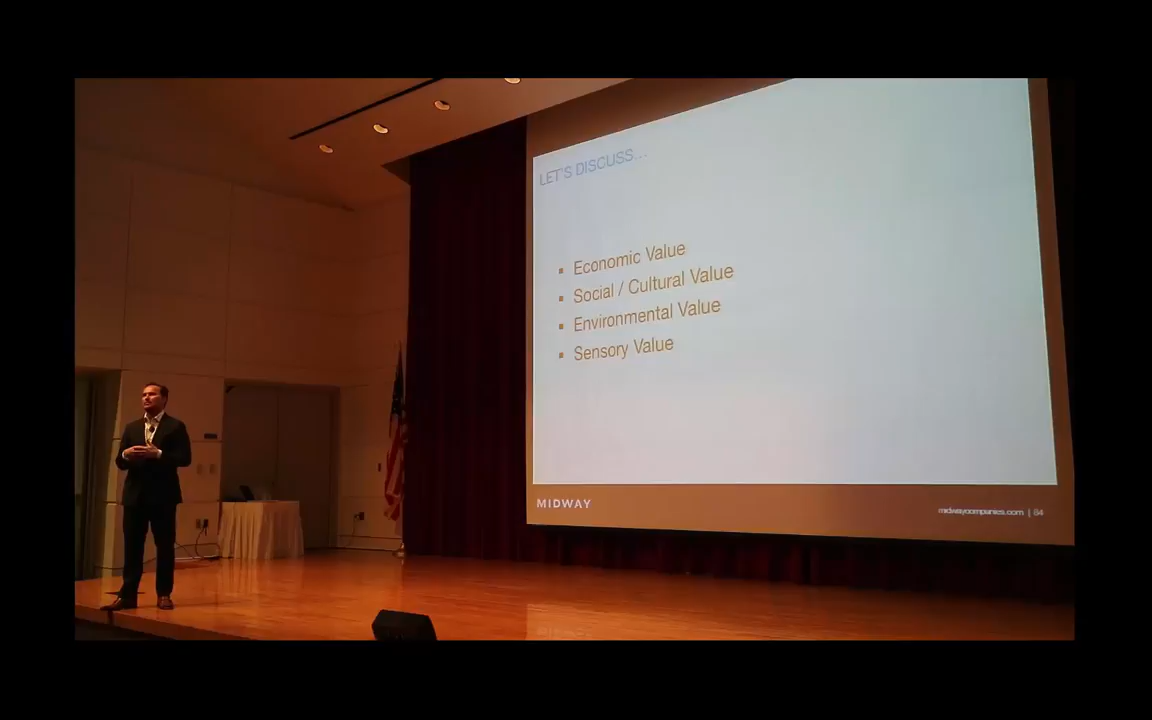 LET'S DISCUSS...
▪ Economic Value
▪ Social / Cultural Value
▪ Environmental Value
▪ Sensory Value
MIDWAY
midwaycompanies.com | 84